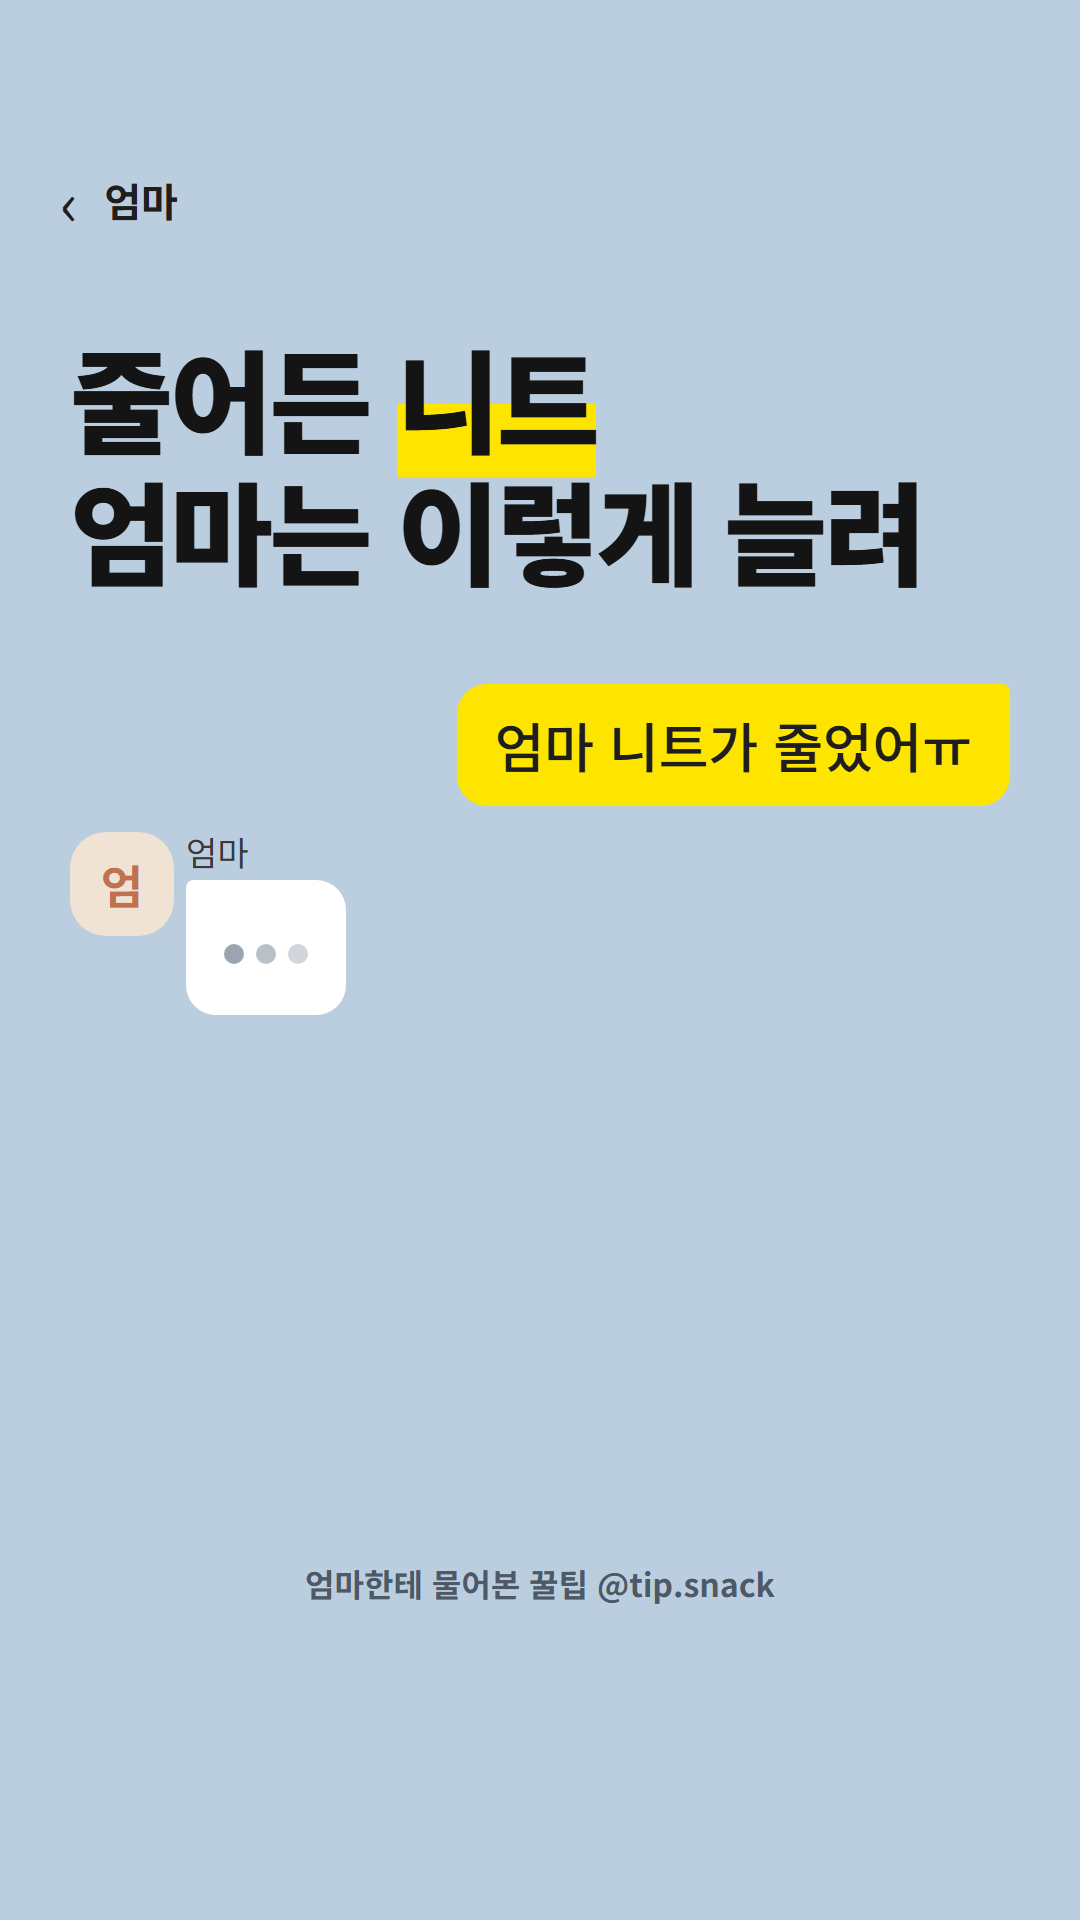 ‹ 엄마
줄어든 니트
엄마는 이렇게 늘려
엄마 니트가 줄었어ㅠ
엄마
엄
엄마한테 물어본 꿀팁 @tip.snack